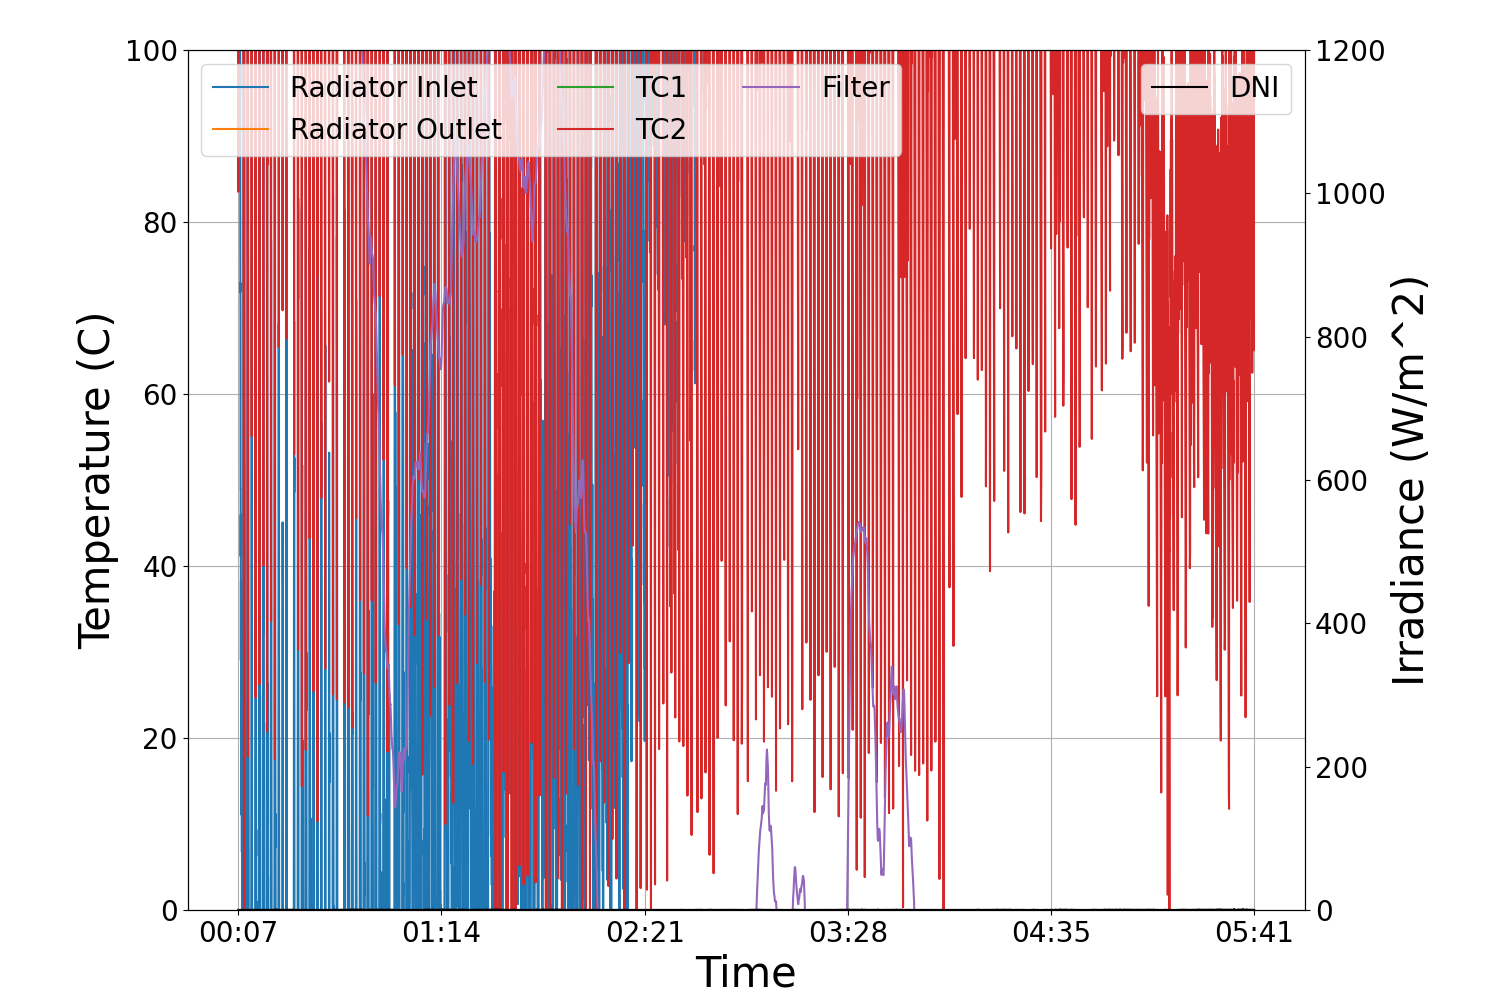 100
80
60
40
20
0
Temperature (C)
Radiator Inlet
Radiator Outlet
TC1
TC2
Filter
DNI
1200
1000
800
600
400
200
0
Irradiance (W/m^2)
00:07
01:14
02:21
03:28
04:35
05:41
Time